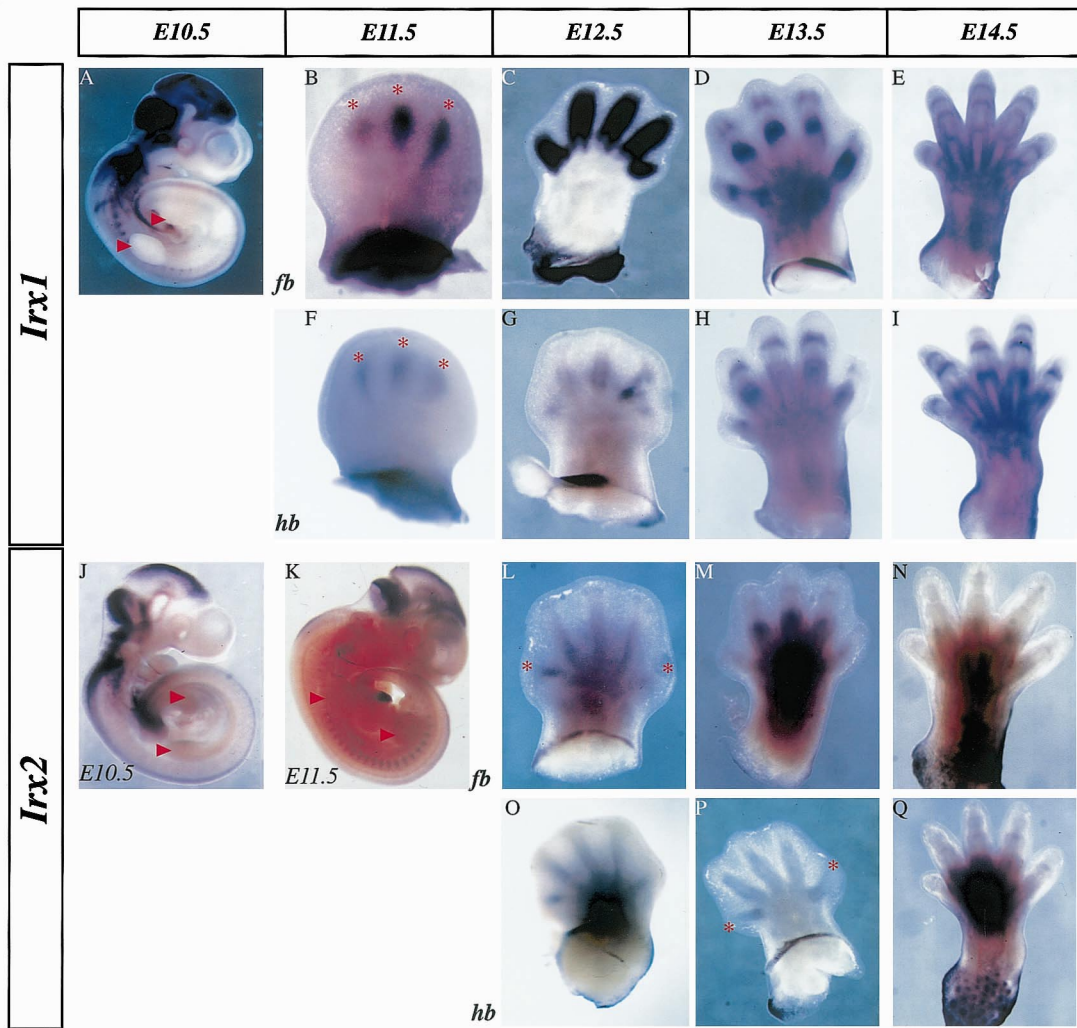 E10.5 E11.5 E12.5 E13.5 E14.5
Irx1
A B C D E
* * *
fb
F G H I
* * *
hb
Irx2
J K L M N
* *
E10.5 E11.5 fb
O P Q
* *
hb